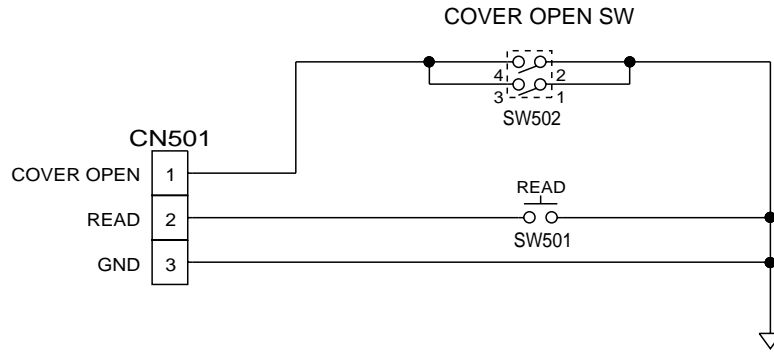 COVER OPEN SW
4 2
3 1
SW502
CN501
COVER OPEN 1
READ
READ 2
SW501
GND 3